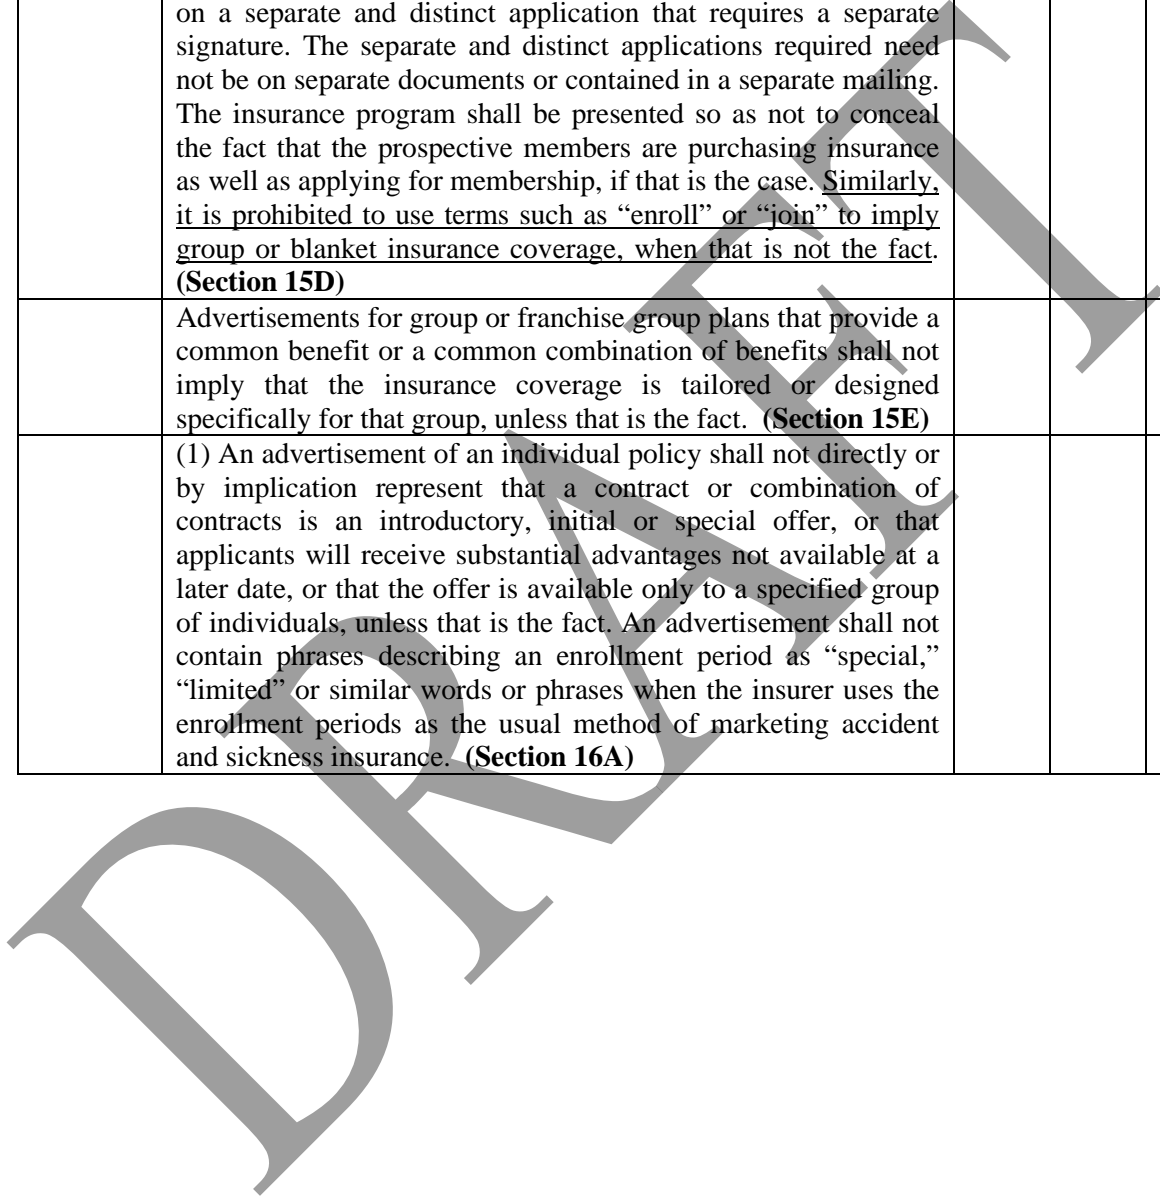 on a separate and distinct application that requires a separate
signature. The separate and distinct applications required need
not be on separate documents or contained in a separate mailing.
The insurance program shall be presented so as not to conceal
the fact that the prospective members are purchasing insurance
as well as applying for membership, if that is the case. Similarly,
it is prohibited to use terms such as “enroll” or “join” to imply
group or blanket insurance coverage, when that is not the fact.
(Section 15D)
Advertisements for group or franchise group plans that provide a
common benefit or a common combination of benefits shall not
imply that the insurance coverage is tailored or designed
specifically for that group, unless that is the fact. (Section 15E)
(1) An advertisement of an individual policy shall not directly or
by implication represent that a contract or combination of
contracts is an introductory, initial or special offer, or that
applicants will receive substantial advantages not available at a
later date, or that the offer is available only to a specified group
of individuals, unless that is the fact. An advertisement shall not
contain phrases describing an enrollment period as “special,”
“limited” or similar words or phrases when the insurer uses the
enrollment periods as the usual method of marketing accident
and sickness insurance. (Section 16A)
DRAFT